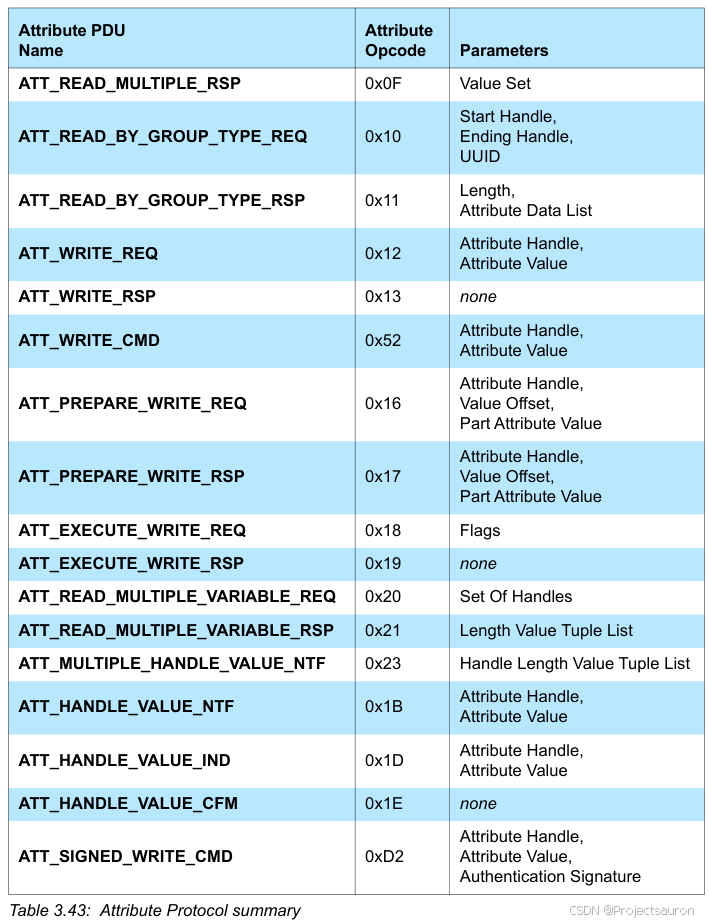 Attribute PDU
Name
Attribute
Opcode
Parameters
ATT_READ_MULTIPLE_RSP 0x0F Value Set
ATT_READ_BY_GROUP_TYPE_REQ 0x10 Start Handle,
Ending Handle,
UUID
ATT_READ_BY_GROUP_TYPE_RSP 0x11 Length,
Attribute Data List
ATT_WRITE_REQ 0x12 Attribute Handle,
Attribute Value
ATT_WRITE_RSP 0x13 none
ATT_WRITE_CMD 0x52 Attribute Handle,
Attribute Value
ATT_PREPARE_WRITE_REQ 0x16 Attribute Handle,
Value Offset,
Part Attribute Value
ATT_PREPARE_WRITE_RSP 0x17 Attribute Handle,
Value Offset,
Part Attribute Value
ATT_EXECUTE_WRITE_REQ 0x18 Flags
ATT_EXECUTE_WRITE_RSP 0x19 none
ATT_READ_MULTIPLE_VARIABLE_REQ 0x20 Set Of Handles
ATT_READ_MULTIPLE_VARIABLE_RSP 0x21 Length Value Tuple List
ATT_MULTIPLE_HANDLE_VALUE_NTF 0x23 Handle Length Value Tuple List
ATT_HANDLE_VALUE_NTF 0x1B Attribute Handle,
Attribute Value
ATT_HANDLE_VALUE_IND 0x1D Attribute Handle,
Attribute Value
ATT_HANDLE_VALUE_CFM 0x1E none
ATT_SIGNED_WRITE_CMD 0xD2 Attribute Handle,
Attribute Value,
Authentication Signature
Table 3.43: Attribute Protocol summary
CSDN @Projectsauron